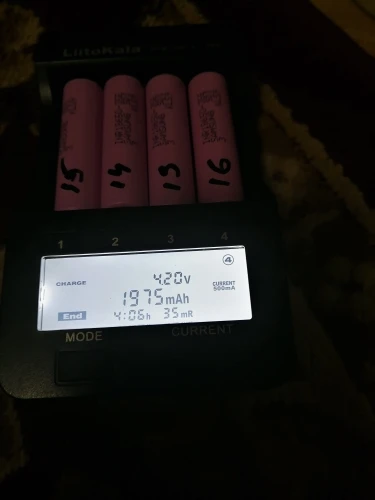 LiitoKala
15 14 19 16
1 2 3 4
4
CHARGE 4.20v CURRENT
1975mAh 500mA
End 4:06h 35mR
MODE CURRENT